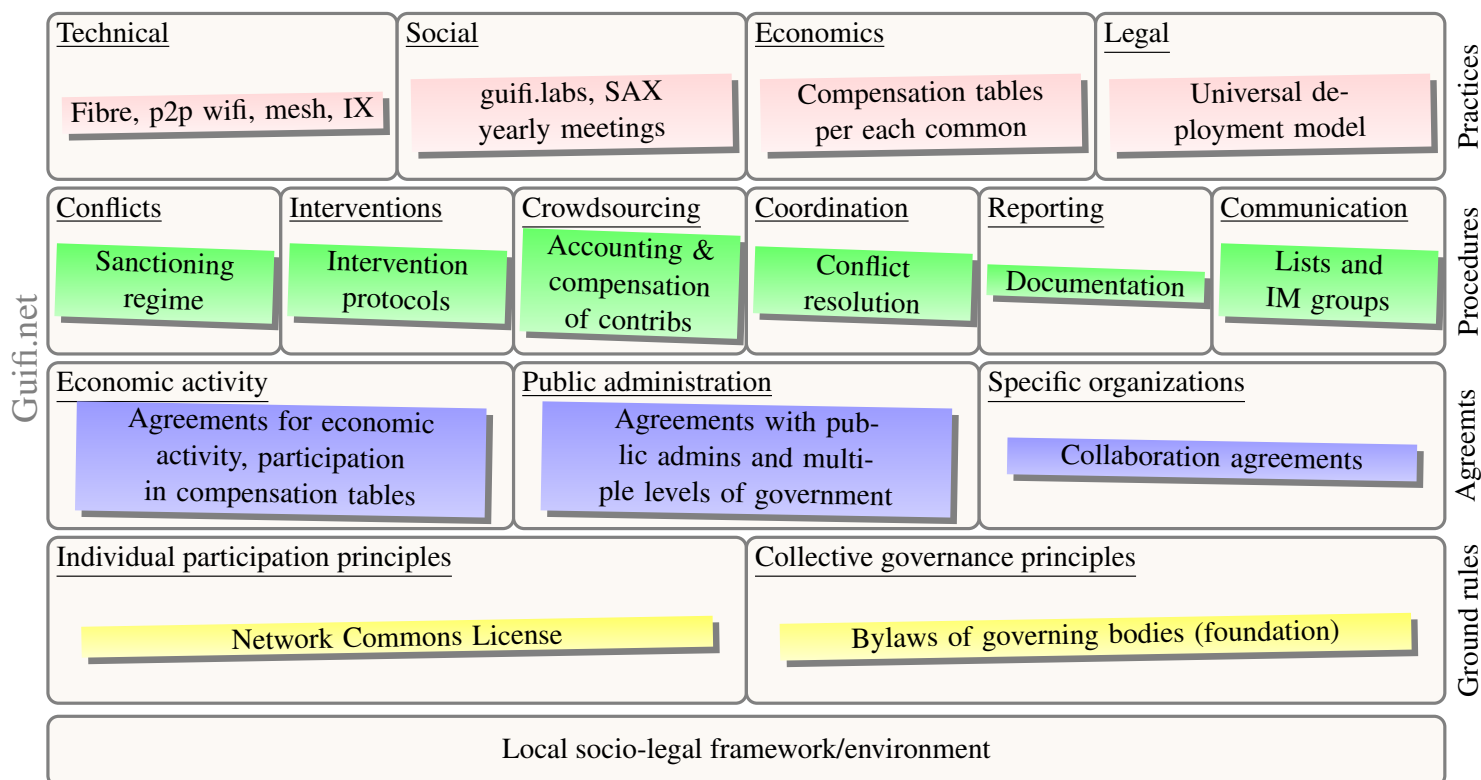 Technical
Fibre, p2p wifi, mesh, IX
Social
guifi.labs, SAX
yearly meetings
Economics
Compensation tables
per each common
Legal
Universal de-
ployment model
Practices
Conflicts
Sanctioning
regime
Interventions
Intervention
protocols
Crowdsourcing
Accounting &
compensation
of contribs
Coordination
Conflict
resolution
Reporting
Documentation
Communication
Lists and
IM groups
Procedures
Guifi.net
Economic activity
Agreements for economic
activity, participation
in compensation tables
Public administration
Agreements with pub-
lic admins and multi-
ple levels of government
Specific organizations
Collaboration agreements
Agreemts
Individual participation principles
Network Commons License
Collective governance principles
Bylaws of governing bodies (foundation)
Ground rules
Local socio-legal framework/environment